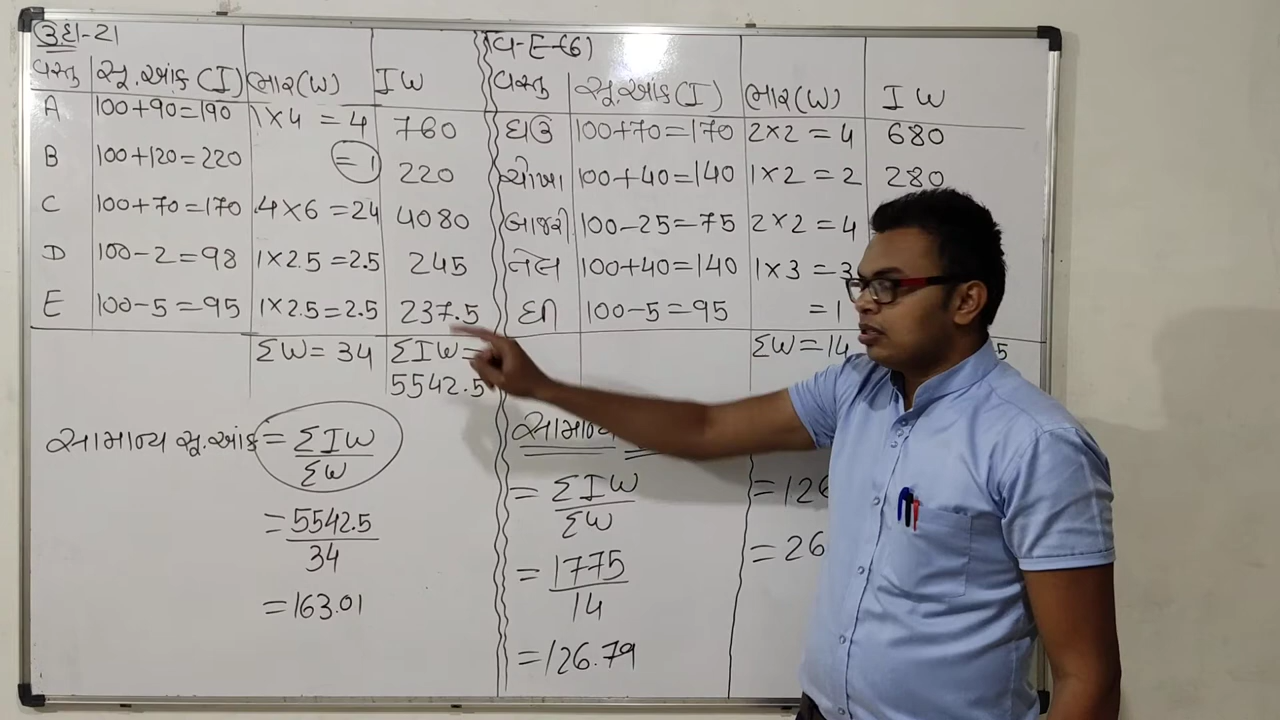 ઉદા-21
વસ્તુ સૂ.આંક (I) ભાર(W) IW
A 100+90=190 1×4 = 4 760
B 100+120=220 = 1 220
C 100+70=170 4×6 = 24 4080
D 100-2=98 1×2.5=2.5 245
E 100-5=95 1×2.5=2.5 237.5
ΣW= 34 ΣIW=
5542.5
સામાન્ય સૂ.આંક = ΣIW
ΣW
= 5542.5
34
= 163.01
વસ્તુ સૂ.આંક(I) ભાર(W) IW
ઘઉં 100+70=170 2×2 = 4 680
ચોખા 100+40=140 1×2 = 2 280
બાજરી 100-25=75 2×2 = 4
તેલ 100+40=140 1×3 = 3
100-5=95 = 1
ΣW=14 5
સામાન્ય
= ΣIW
ΣW
= 1775
14
= 126.79
= 126
= 26